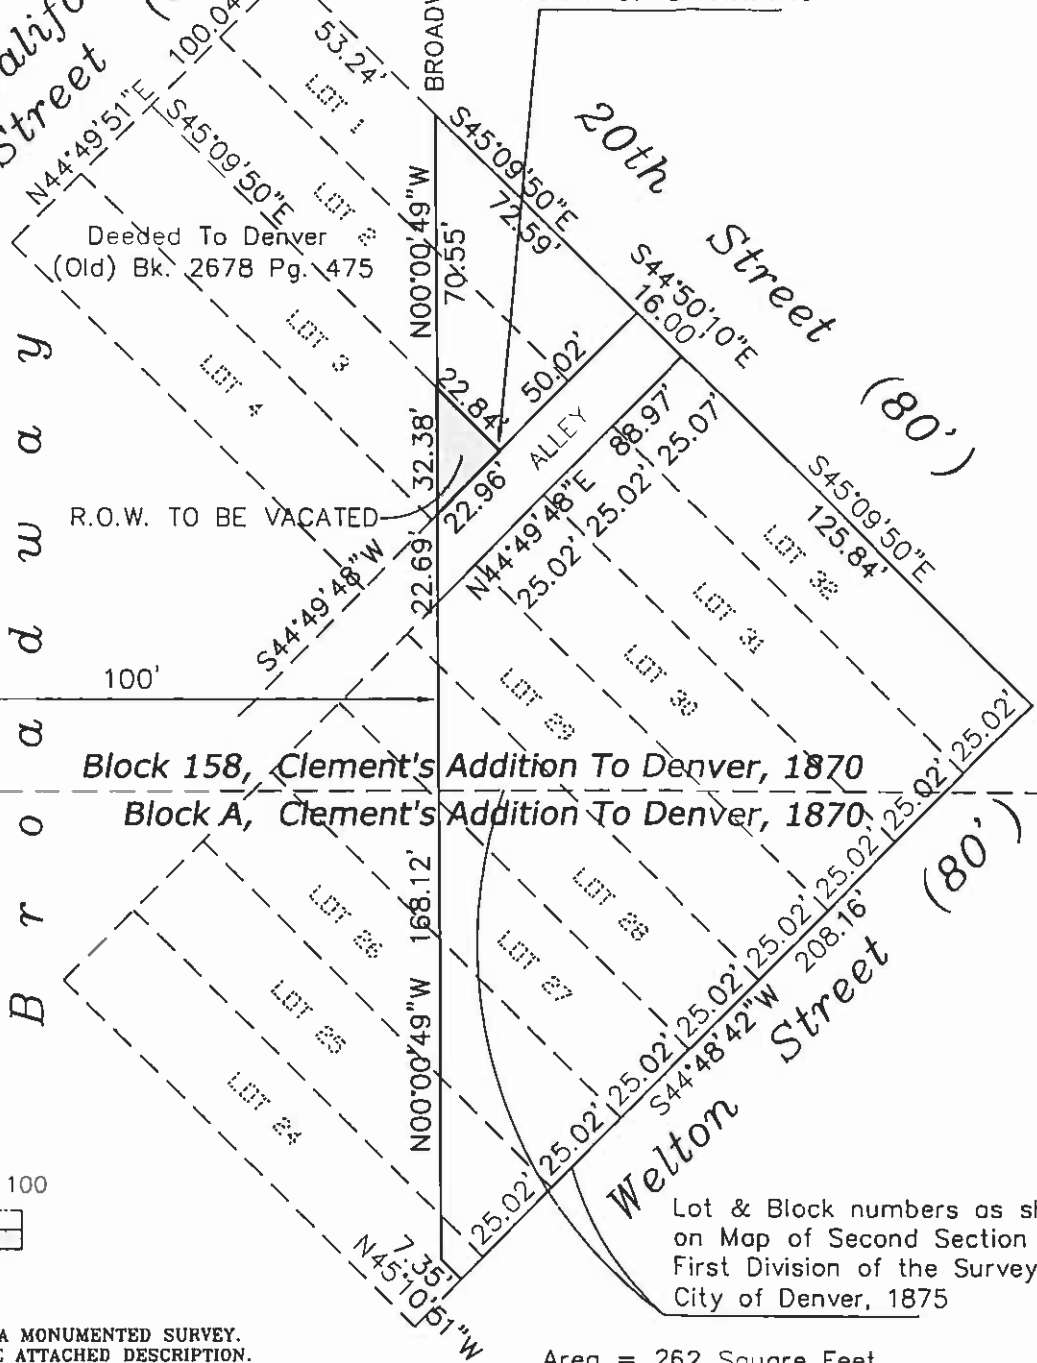 Street
100.04
53.24'
LOT 1
N44°49'51"E
S45°09'50"E
LOT 2
Deeded To Denver
(Old) Bk. 2678 Pg. 475
LOT 3
LOT 4
N00°00'49"W
70.55'
S45°09'50"E
72.59'
20th Street (80')
S44°50'10"E
16.00'
22.84'
50.02'
32.38'
22.96'
ALLEY
88.97'
R.O.W. TO BE VACATED
S44°49'48"W
22.69'
N44°49'48"E
25.02'
25.02'
25.07'
S45°09'50"E
125.84'
LOT 32
LOT 31
LOT 30
LOT 29
Broadway
100'
Block 158, Clement's Addition To Denver, 1870
Block A, Clement's Addition To Denver, 1870
168.12'
N00°00'49"W
LOT 28
LOT 27
LOT 26
LOT 25
LOT 24
25.02'
25.02'
25.02'
25.02'
25.02'
25.02'
25.02'
25.02'
208.16'
S44°48'42"W
Welton Street (80')
7.35'
N45°10'51"W
100
Lot & Block numbers as
on Map of Second Section
First Division of the Survey
City of Denver, 1875
A MONUMENTED SURVEY.
ATTACHED DESCRIPTION.
Area = 262 Square Feet